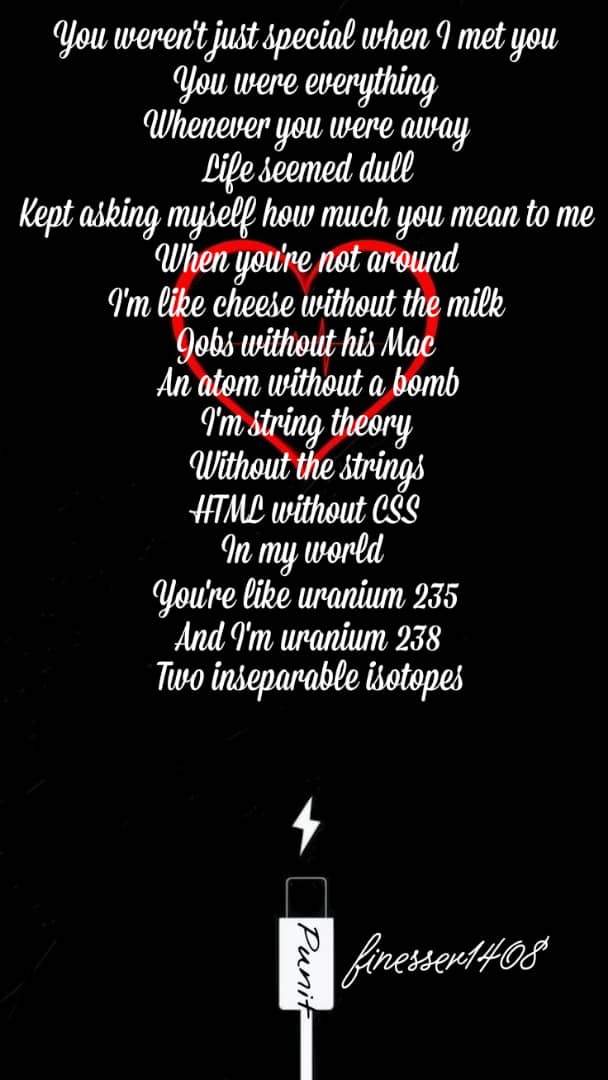 You weren't just special when I met you
You were everything
Whenever you were away
Life seemed dull
Kept asking myself how much you mean to me
When you're not around
I'm like cheese without the milk
Jobs without his Mac
An atom without a bomb
I'm string theory
Without the strings
HTML without CSS
In my world
You're like uranium 235
And I'm uranium 238
Two inseparable isotopes
Punit
finesser1408